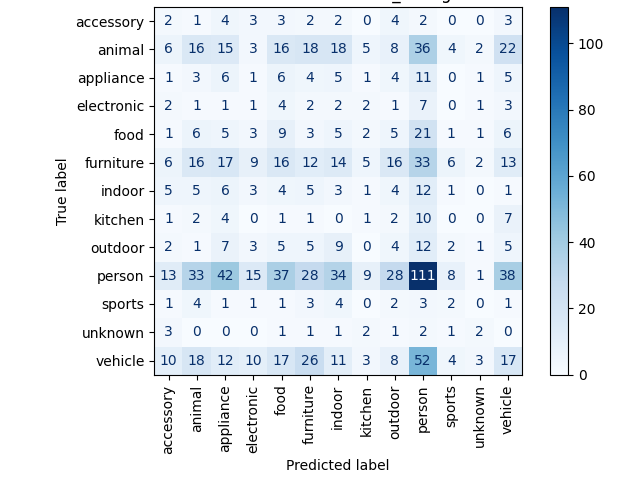 accessory 2 1 4 3 3 2 2 0 4 2 0 0 3
animal 6 16 15 3 16 18 18 5 8 36 4 2 22
appliance 1 3 6 1 6 4 5 1 4 11 0 1 5
electronic 2 1 1 1 4 2 2 2 1 7 0 1 3
food 1 6 5 3 9 3 5 2 5 21 1 1 6
furniture 6 16 17 9 16 12 14 5 16 33 6 2 13
indoor 5 5 6 3 4 5 3 1 4 12 1 0 1
kitchen 1 2 4 0 1 1 0 1 2 10 0 0 7
outdoor 2 1 7 3 5 5 9 0 4 12 2 1 5
person 13 33 42 15 37 28 34 9 28 111 8 1 38
sports 1 4 1 1 1 3 4 0 2 3 2 0 1
unknown 3 0 0 0 1 1 1 2 1 2 1 2 0
vehicle 10 18 12 10 17 26 11 3 8 52 4 3 17
accessory animal appliance electronic food furniture indoor kitchen outdoor person sports unknown vehicle
Predicted label
True label
100
80
60
40
20
0